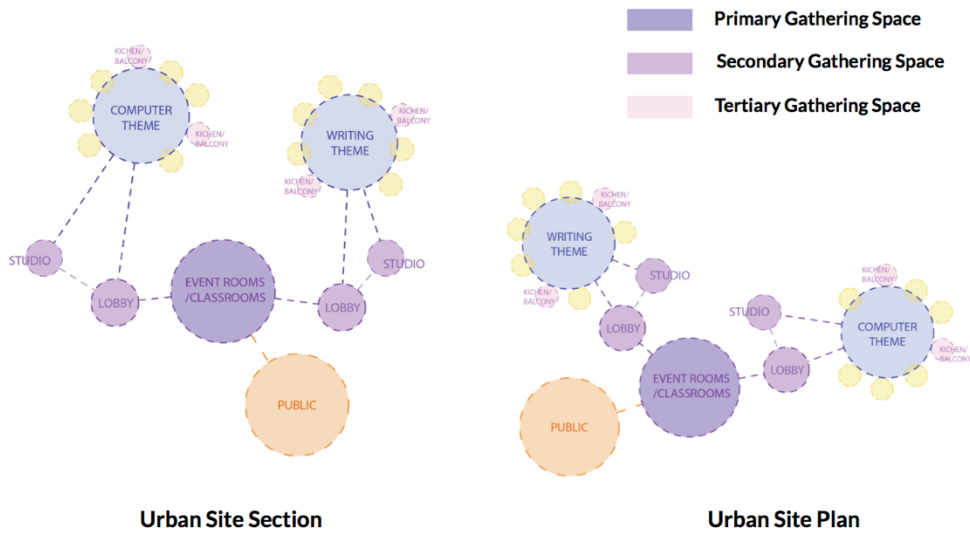 Primary Gathering Space
Secondary Gathering Space
Tertiary Gathering Space
KICHEN/
BALCONY
COMPUTER
THEME
KICHEN/
BALCONY
KICHEN/
BALCONY
WRITING
THEME
KICHEN/
BALCONY
STUDIO
LOBBY
EVENT ROOMS
/CLASSROOMS
LOBBY
STUDIO
PUBLIC
Urban Site Section
KICHEN/
BALCONY
WRITING
THEME
KICHEN/
BALCONY
STUDIO
LOBBY
STUDIO
KICHEN/
BALCONY
COMPUTER
THEME
KICHEN/
BALCONY
LOBBY
EVENT ROOMS
/CLASSROOMS
PUBLIC
Urban Site Plan